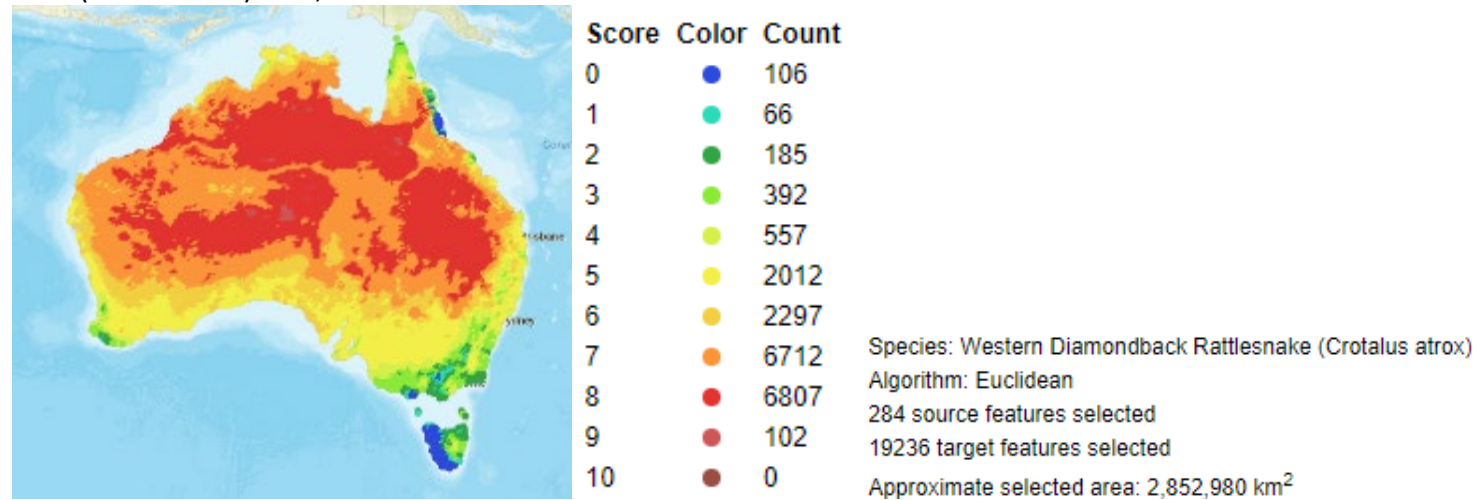 Score Color Count
0 106
1 66
2 185
3 392
4 557
5 2012
6 2297
7 6712
8 6807
9 102
10 0
Species: Western Diamondback Rattlesnake (Crotalus atrox)
Algorithm: Euclidean
284 source features selected
19236 target features selected
Approximate selected area: 2,852,980 km²